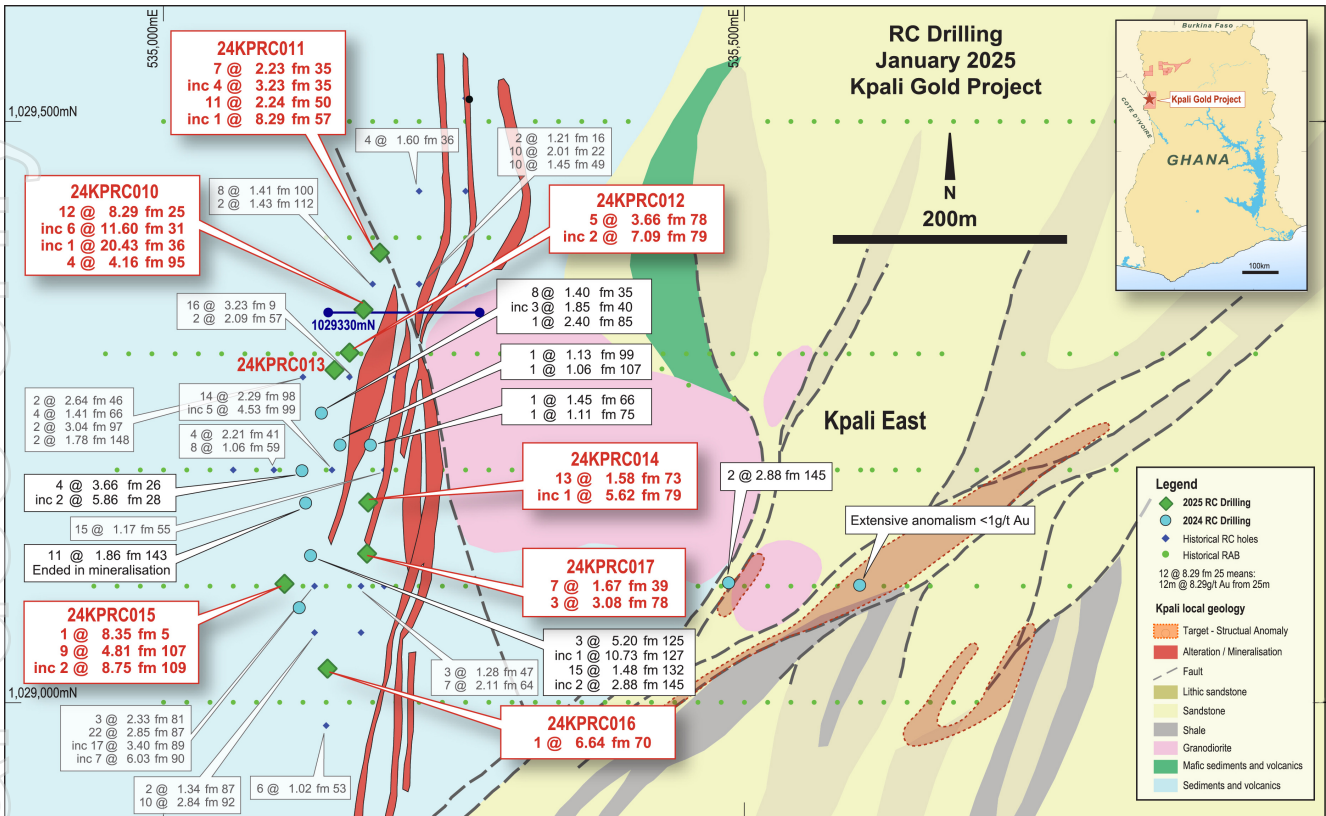 535,000mE
535,500mE
1,029,500mN
1,029,000mN
RC Drilling
January 2025
Kpali Gold Project
N
200m
Burkina Faso
COTE D'IVOIRE
Kpali Gold Project
GHANA
100km
24KPRC011
7 @ 2.23 fm 35
inc 4 @ 3.23 fm 35
11 @ 2.24 fm 50
inc 1 @ 8.29 fm 57
4 @ 1.60 fm 36
2 @ 1.21 fm 16
10 @ 2.01 fm 22
10 @ 1.45 fm 49
24KPRC010
12 @ 8.29 fm 25
inc 6 @ 11.60 fm 31
inc 1 @ 20.43 fm 36
4 @ 4.16 fm 95
8 @ 1.41 fm 100
2 @ 1.43 fm 112
24KPRC012
5 @ 3.66 fm 78
inc 2 @ 7.09 fm 79
16 @ 3.23 fm 9
2 @ 2.09 fm 57
1029330mN
8 @ 1.40 fm 35
inc 3 @ 1.85 fm 40
1 @ 2.40 fm 85
24KPRC013
1 @ 1.13 fm 99
1 @ 1.06 fm 107
2 @ 2.64 fm 46
4 @ 1.41 fm 66
2 @ 3.04 fm 97
2 @ 1.78 fm 148
14 @ 2.29 fm 98
inc 5 @ 4.53 fm 99
1 @ 1.45 fm 66
1 @ 1.11 fm 75
Kpali East
4 @ 2.21 fm 41
8 @ 1.06 fm 59
24KPRC014
13 @ 1.58 fm 73
inc 1 @ 5.62 fm 79
2 @ 2.88 fm 145
4 @ 3.66 fm 26
inc 2 @ 5.86 fm 28
15 @ 1.17 fm 55
Extensive anomalism <1g/t Au
11 @ 1.86 fm 143
Ended in mineralisation
24KPRC017
7 @ 1.67 fm 39
3 @ 3.08 fm 78
24KPRC015
1 @ 8.35 fm 5
9 @ 4.81 fm 107
inc 2 @ 8.75 fm 109
3 @ 5.20 fm 125
inc 1 @ 10.73 fm 127
15 @ 1.48 fm 132
inc 2 @ 2.88 fm 145
3 @ 1.28 fm 47
7 @ 2.11 fm 64
24KPRC016
1 @ 6.64 fm 70
3 @ 2.33 fm 81
22 @ 2.85 fm 87
inc 17 @ 3.40 fm 89
inc 7 @ 6.03 fm 90
2 @ 1.34 fm 87
10 @ 2.84 fm 92
6 @ 1.02 fm 53
Legend
2025 RC Drilling
2024 RC Drilling
Historical RC holes
Historical RAB
12 @ 8.29 fm 25 means:
12m @ 8.29g/t Au from 25m
Kpali local geology
Target - Structual Anomaly
Alteration / Mineralisation
Fault
Lithic sandstone
Sandstone
Shale
Granodiorite
Mafic sediments and volcanics
Sediments and volcanics